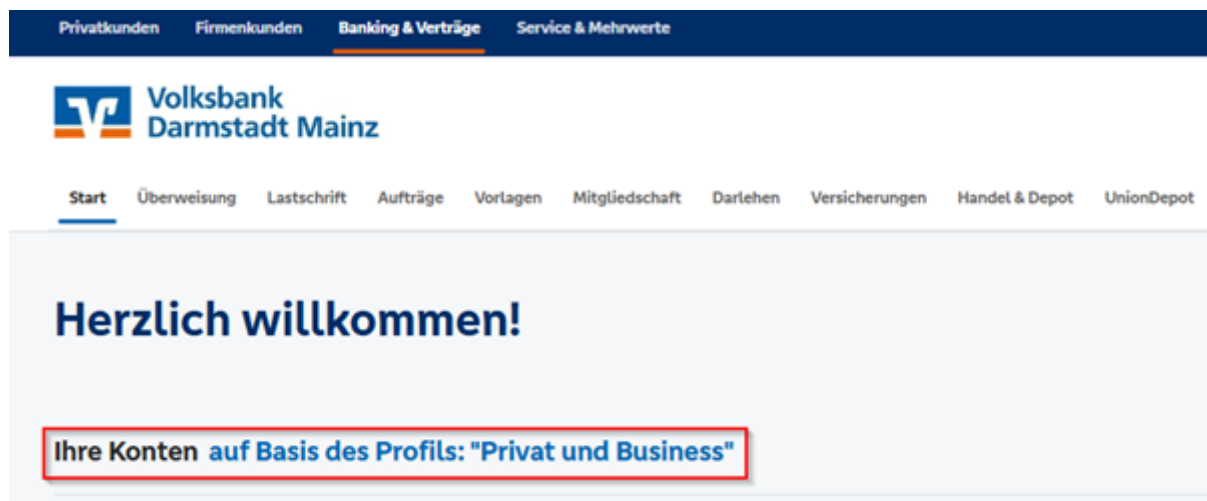 Privatkunden Firmenkunden Banking & Verträge Service & Mehrwerte
Volksbank
Darmstadt Mainz
Start Überweisung Lastschrift Aufträge Vorlagen Mitgliedschaft Darlehen Versicherungen Handel & Depot UnionDepot
Herzlich willkommen!
Ihre Konten auf Basis des Profils: "Privat und Business"